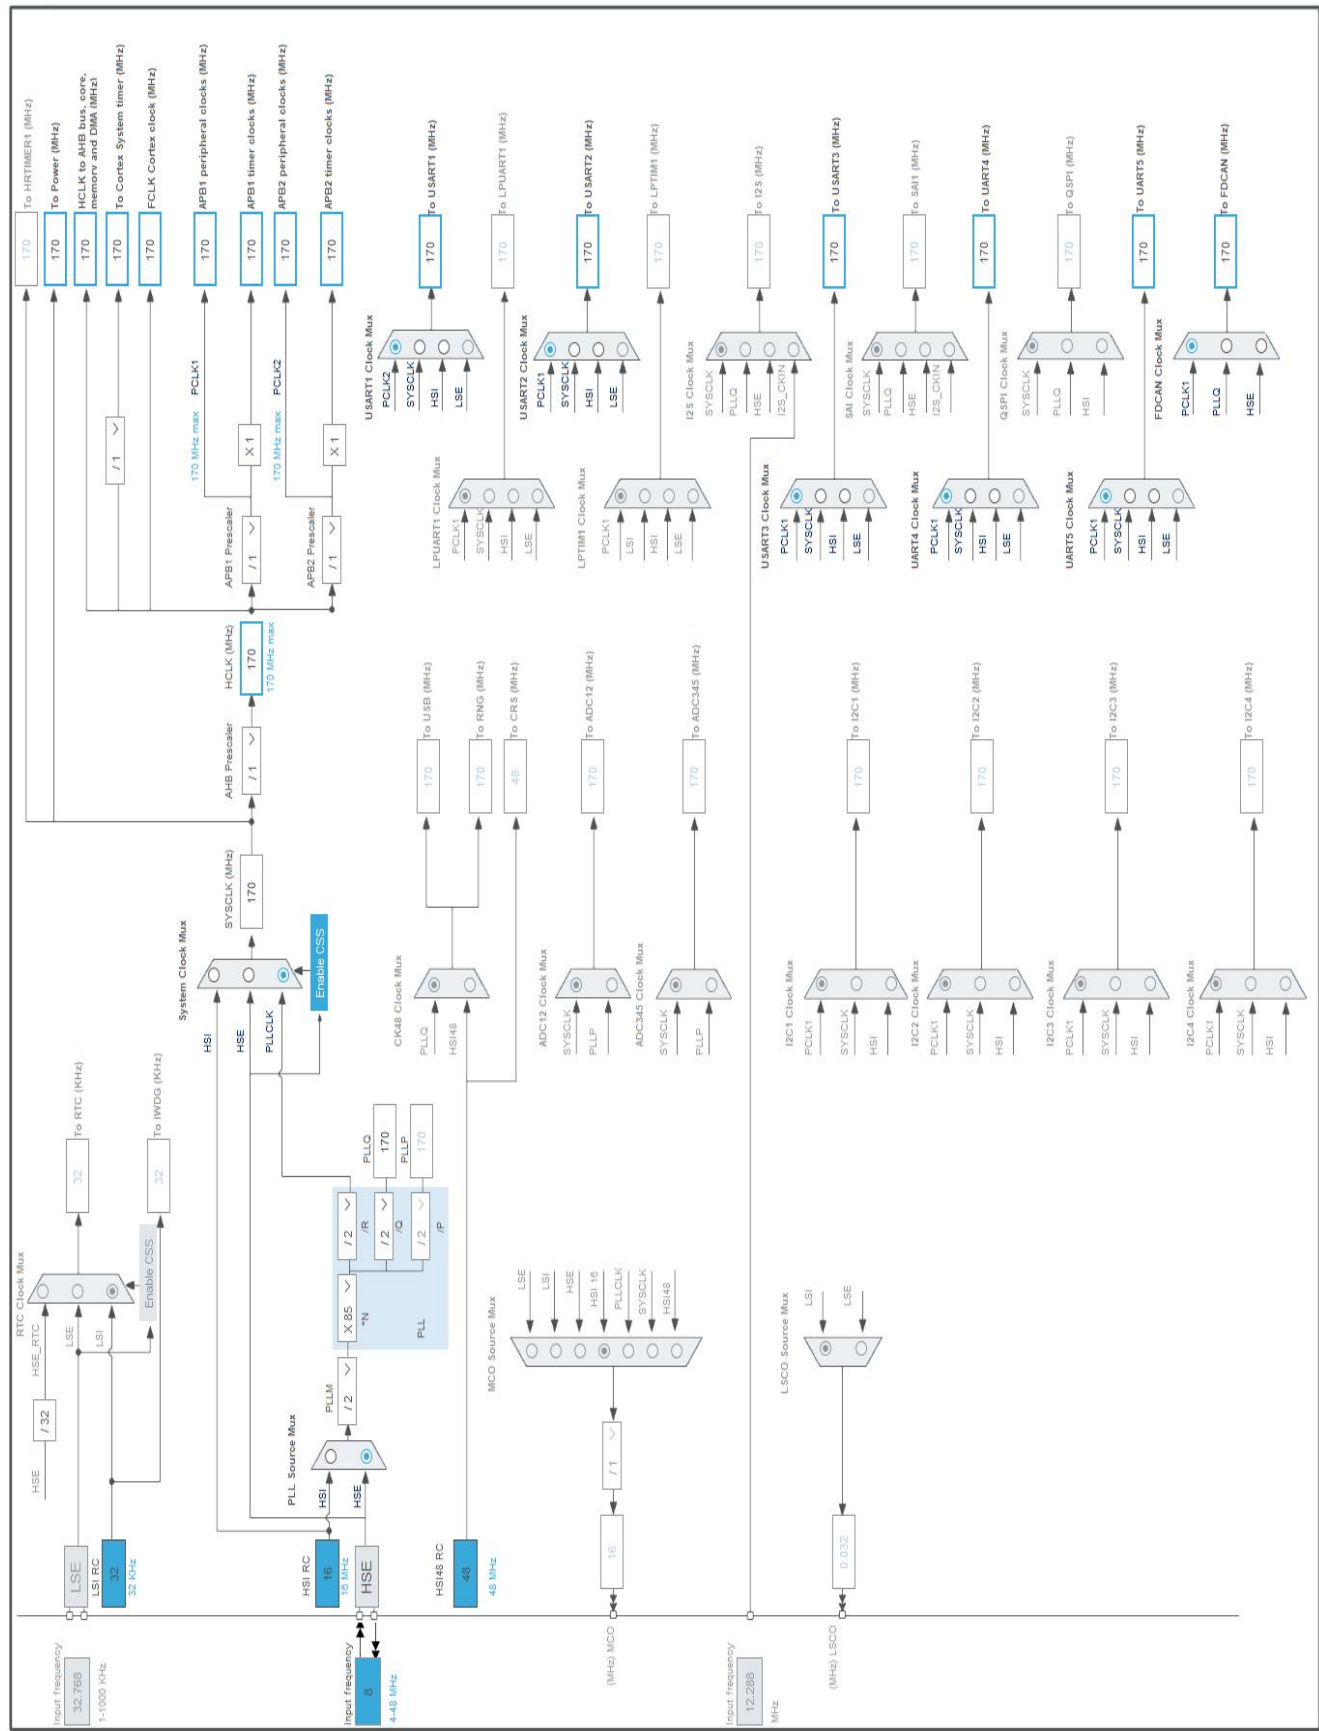 RTC Clock Mux
HSE
/ 32
HSE_RTC
LSE
LSI
Enable CSS
32
To RTC (KHz)
32
To IWDG (KHz)
Input frequency
32.768
1-1000 KHz
LSE
LSI RC
32
32 KHz
HSI RC
16
16 MHz
Input frequency
8
4-48 MHz
HSE
PLL Source Mux
HSI
HSE
PLLM
/ 2
X 85
*N
/ 2
/R
/ 2
/Q
/ 2
/P
PLL
PLLQ
170
PLLP
170
System Clock Mux
HSI
HSE
PLLCLK
Enable CSS
SYSCLK (MHz)
170
AHB Prescaler
/ 1
HCLK (MHz)
170
170 MHz max
170
To HRTIMER1 (MHz)
170
To Power (MHz)
170
HCLK to AHB bus, core,
memory and DMA (MHz)
/ 1
170
To Cortex System timer (MHz)
170
FCLK Cortex clock (MHz)
APB1 Prescaler
/ 1
170 MHz max
PCLK1
170
APB1 peripheral clocks (MHz)
X 1
170
APB1 timer clocks (MHz)
APB2 Prescaler
/ 1
170 MHz max
PCLK2
170
APB2 peripheral clocks (MHz)
X 1
170
APB2 timer clocks (MHz)
HSI48 RC
48
48 MHz
CK48 Clock Mux
PLLQ
HSI48
170
To USB (MHz)
170
To RNG (MHz)
48
To CRS (MHz)
ADC12 Clock Mux
SYSCLK
PLLP
170
To ADC12 (MHz)
ADC345 Clock Mux
SYSCLK
PLLP
170
To ADC345 (MHz)
USART1 Clock Mux
PCLK2
SYSCLK
HSI
LSE
170
To USART1 (MHz)
LPUART1 Clock Mux
PCLK1
SYSCLK
HSI
LSE
170
To LPUART1 (MHz)
USART2 Clock Mux
PCLK1
SYSCLK
HSI
LSE
170
To USART2 (MHz)
LPTIM1 Clock Mux
PCLK1
LSI
HSI
LSE
170
To LPTIM1 (MHz)
I2S Clock Mux
SYSCLK
PLLQ
HSE
I2S_CKIN
170
To I2S (MHz)
USART3 Clock Mux
PCLK1
SYSCLK
HSI
LSE
170
To USART3 (MHz)
SAI Clock Mux
SYSCLK
PLLQ
HSE
I2S_CKIN
170
To SAI1 (MHz)
UART4 Clock Mux
PCLK1
SYSCLK
HSI
LSE
170
To UART4 (MHz)
QSPI Clock Mux
SYSCLK
PLLQ
HSI
170
To QSPI (MHz)
UART5 Clock Mux
PCLK1
SYSCLK
HSI
LSE
170
To UART5 (MHz)
FDCAN Clock Mux
PCLK1
PLLQ
HSE
170
To FDCAN (MHz)
MCO Source Mux
LSE
LSI
HSE
HSI 16
PLLCLK
SYSCLK
HSI48
/ 1
16
(MHz) MCO
Input frequency
12.288
MHz
LSCO Source Mux
LSI
LSE
0.032
(MHz) LSCO
I2C1 Clock Mux
PCLK1
SYSCLK
HSI
170
To I2C1 (MHz)
I2C2 Clock Mux
PCLK1
SYSCLK
HSI
170
To I2C2 (MHz)
I2C3 Clock Mux
PCLK1
SYSCLK
HSI
170
To I2C3 (MHz)
I2C4 Clock Mux
PCLK1
SYSCLK
HSI
170
To I2C4 (MHz)